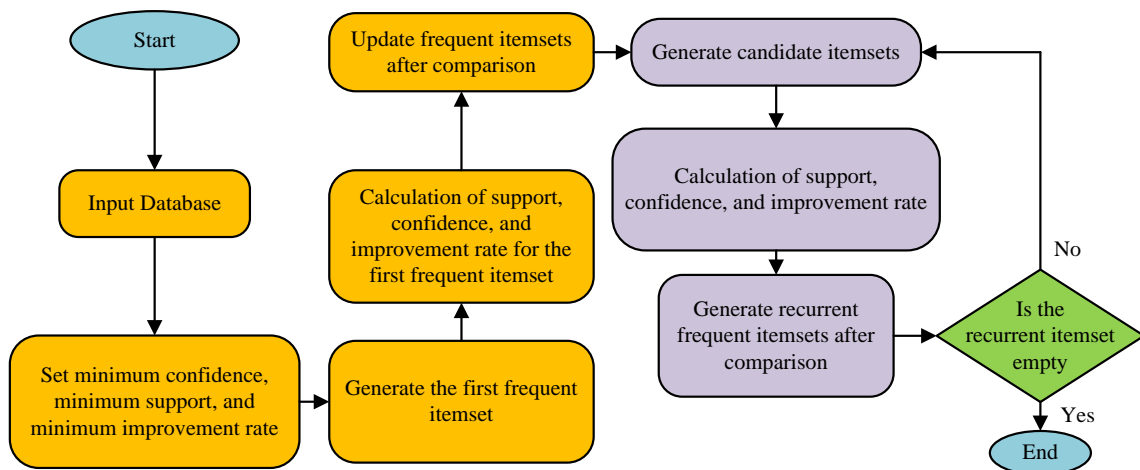 Start
Input Database
Set minimum confidence,
minimum support, and
minimum improvement rate
Generate the first frequent
itemset
Calculation of support,
confidence, and
improvement rate for the
first frequent itemset
Update frequent itemsets
after comparison
Generate candidate itemsets
Calculation of support,
confidence, and improvement rate
Generate recurrent
frequent itemsets after
comparison
Is the
recurrent itemset
empty
No
Yes
End